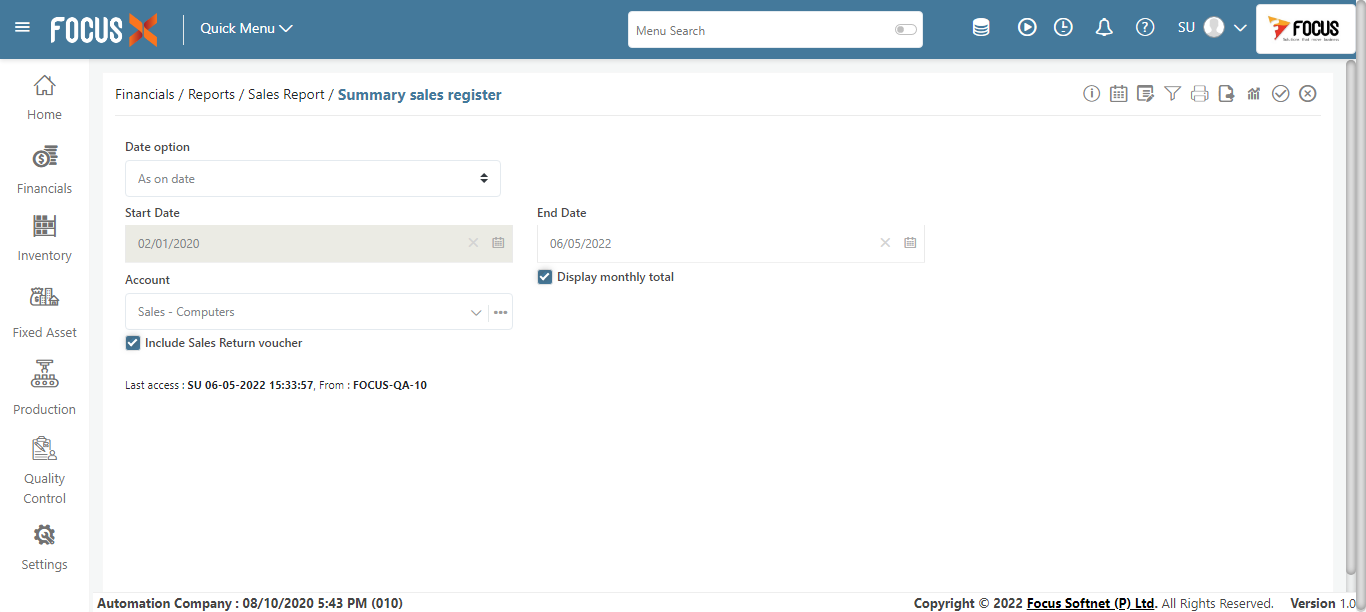 FOCUS X
Quick Menu
Menu Search
SU
FOCUS
Home
Financials
Inventory
Fixed Asset
Production
Quality
Control
Settings
Financials / Reports / Sales Report / Summary sales register
Date option
As on date
Start Date
End Date
02/01/2020
06/05/2022
Account
Display monthly total
Sales - Computers
Include Sales Return voucher
Last access : SU 06-05-2022 15:33:57, From : FOCUS-QA-10
Automation Company : 08/10/2020 5:43 PM (010)
Copyright © 2022 Focus Softnet (P) Ltd. All Rights Reserved. Version 1.0